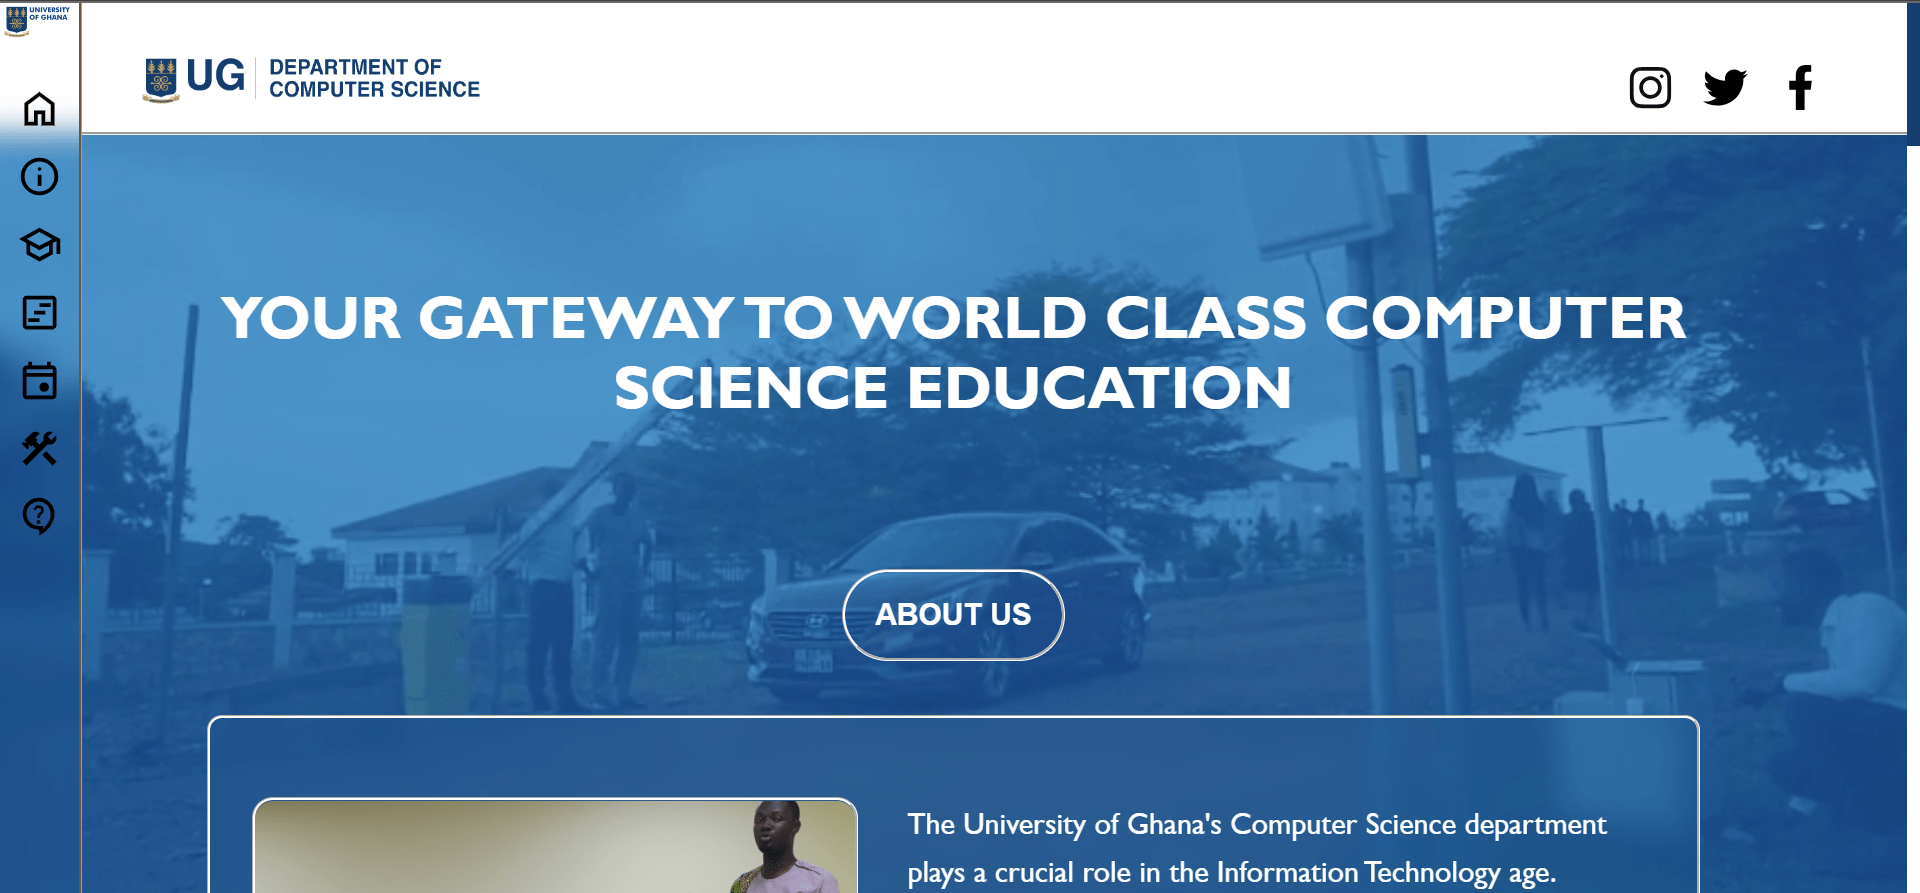 UNIVERSITY
OF GHANA
UG
DEPARTMENT OF
COMPUTER SCIENCE
YOUR GATEWAY TO WORLD CLASS COMPUTER
SCIENCE EDUCATION
ABOUT US
The University of Ghana's Computer Science department
plays a crucial role in the Information Technology age.